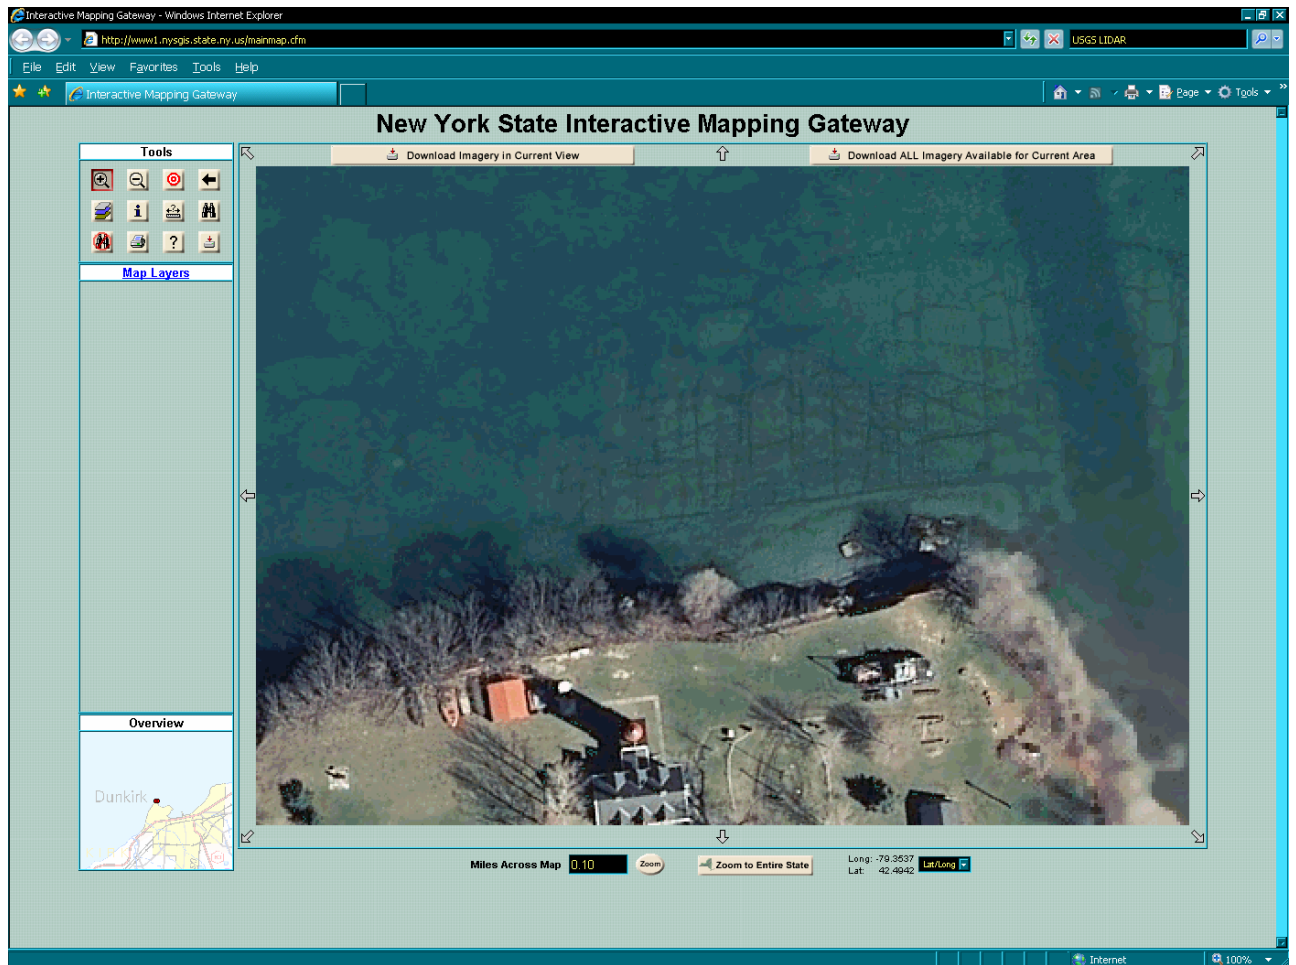 Interactive Mapping Gateway - Windows Internet Explorer
http://www1.nysgis.state.ny.us/mainmap.cfm
USGS LIDAR
File Edit View Favorites Tools Help
Interactive Mapping Gateway
Page Tools
New York State Interactive Mapping Gateway
Tools
Download Imagery in Current View
Download ALL Imagery Available for Current Area
Map Layers
Overview
Dunkirk
Miles Across Map 0.10 Zoom
Zoom to Entire State
Long: -79.3537
Lat: 42.4942
Lat/Long
Internet
100%